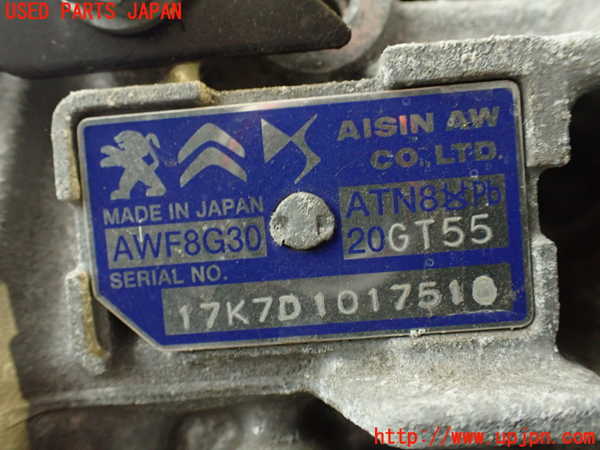 USED PARTS JAPAN
AISIN AW
CO., LTD.
MADE IN JAPAN
AWF8G30
20GT55
SERIAL NO.
17K7D101751
http://www.upjpn.com